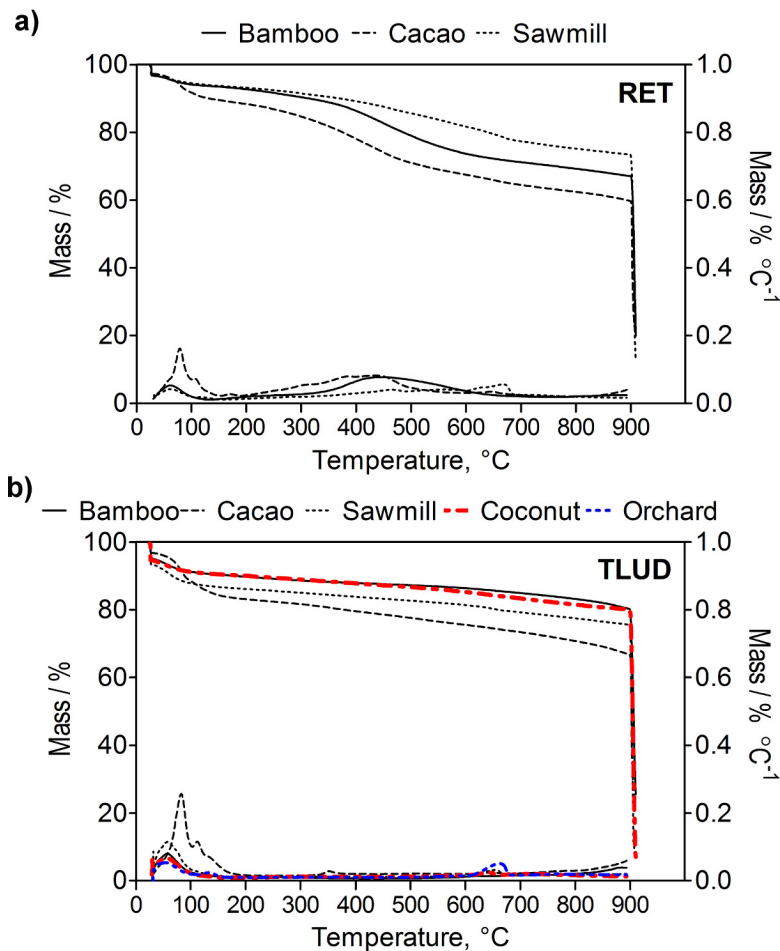 a)
Bamboo Cacao Sawmill
RET
100
80
60
40
20
0
Mass / %
1.0
0.8
0.6
0.4
0.2
0.0
Mass / % °C-1
0 100 200 300 400 500 600 700 800 900
Temperature, °C
b)
Bamboo Cacao Sawmill Coconut Orchard
TLUD
100
80
60
40
20
0
Mass / %
1.0
0.8
0.6
0.4
0.2
0.0
Mass / % °C-1
0 100 200 300 400 500 600 700 800 900
Temperature, °C